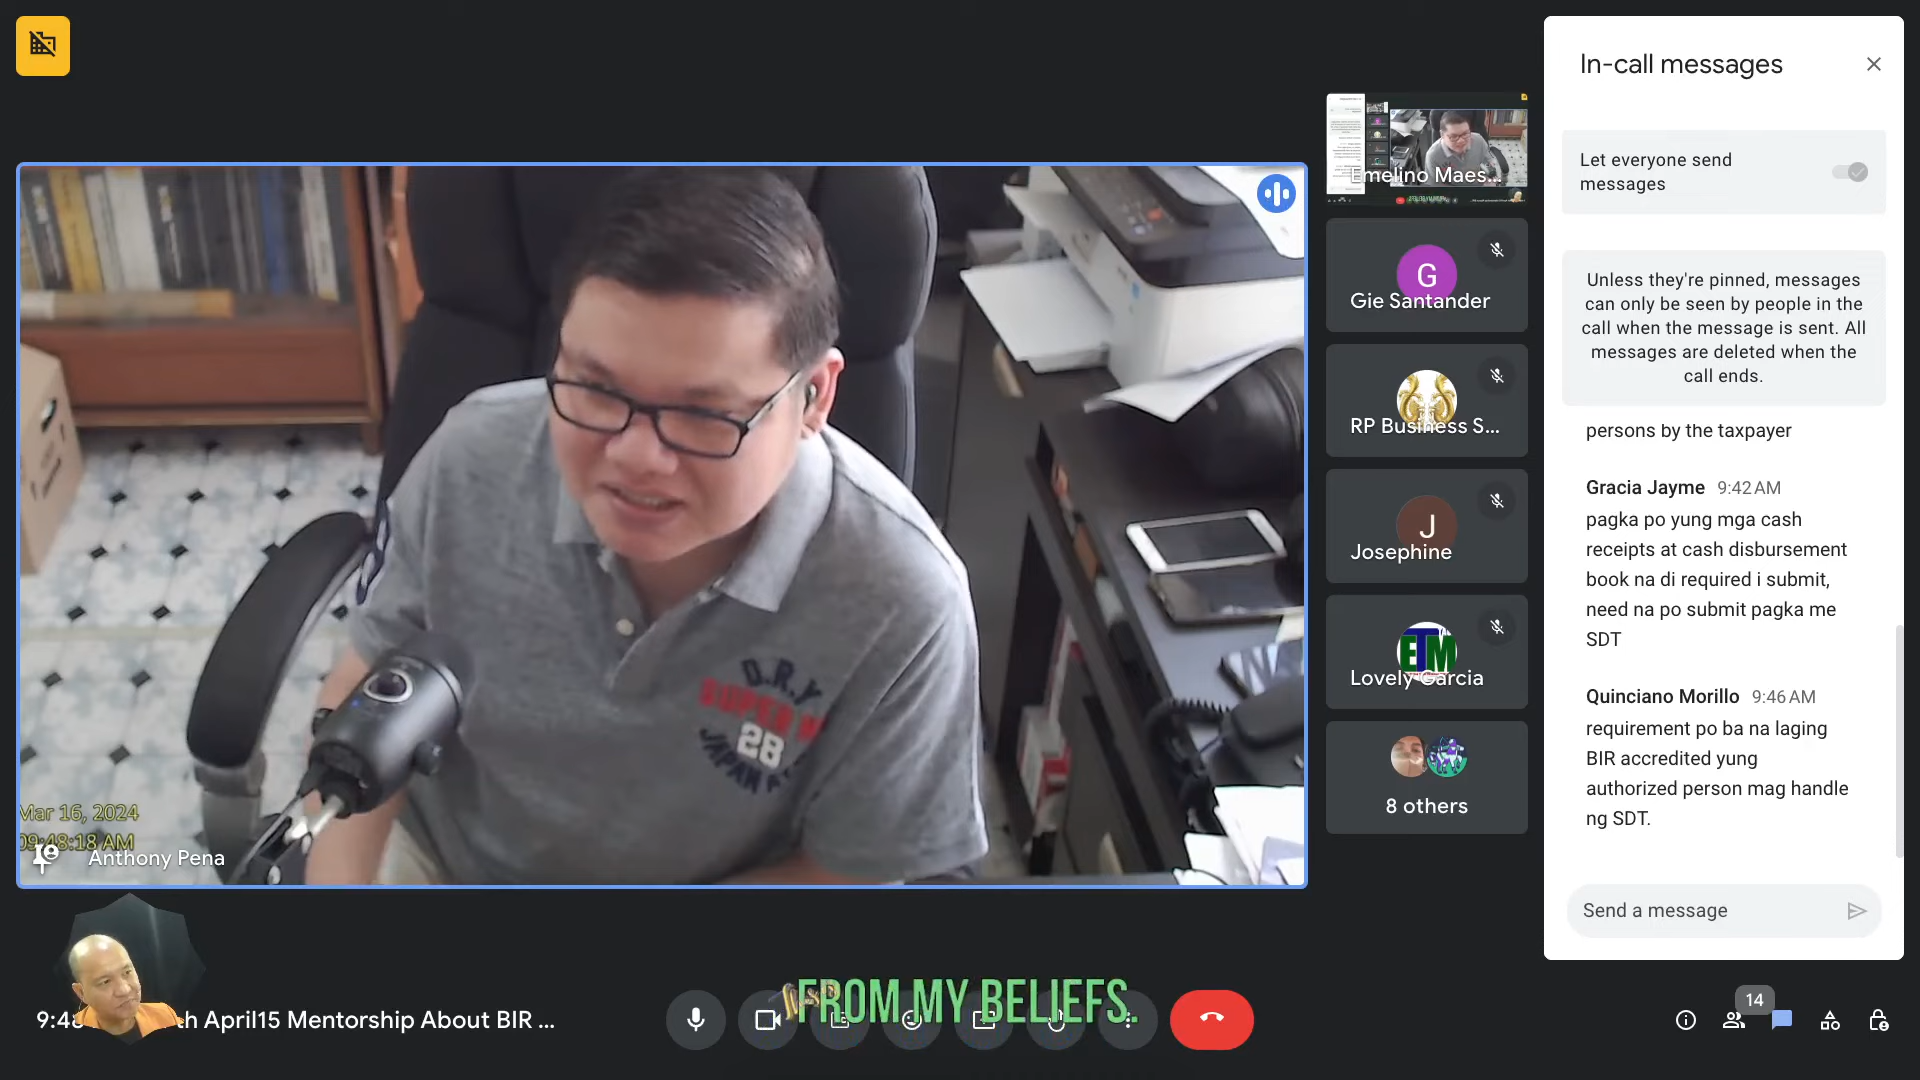 In-call messages
Let everyone send
messages
Unless they're pinned, messages
can only be seen by people in the
call when the message is sent. All
messages are deleted when the
call ends.
persons by the taxpayer
Gracia Jayme 9:42 AM
pagka po yung mga cash
receipts at cash disbursement
book na di required i submit,
need na po submit pagka me
SDT
Quinciano Morillo 9:46 AM
requirement po ba na laging
BIR accredited yung
authorized person mag handle
ng SDT.
Send a message
Emelino Maes...
G
Gie Santander
RP Business S...
J
Josephine
ETM
Lovely Garcia
8 others
D.R.Y
SUPER
28
JAPAN
Mar 16, 2024
09:48:18 AM
Anthony Pena
April15 Mentorship About BIR ...
FROM MY BELIEFS.
14